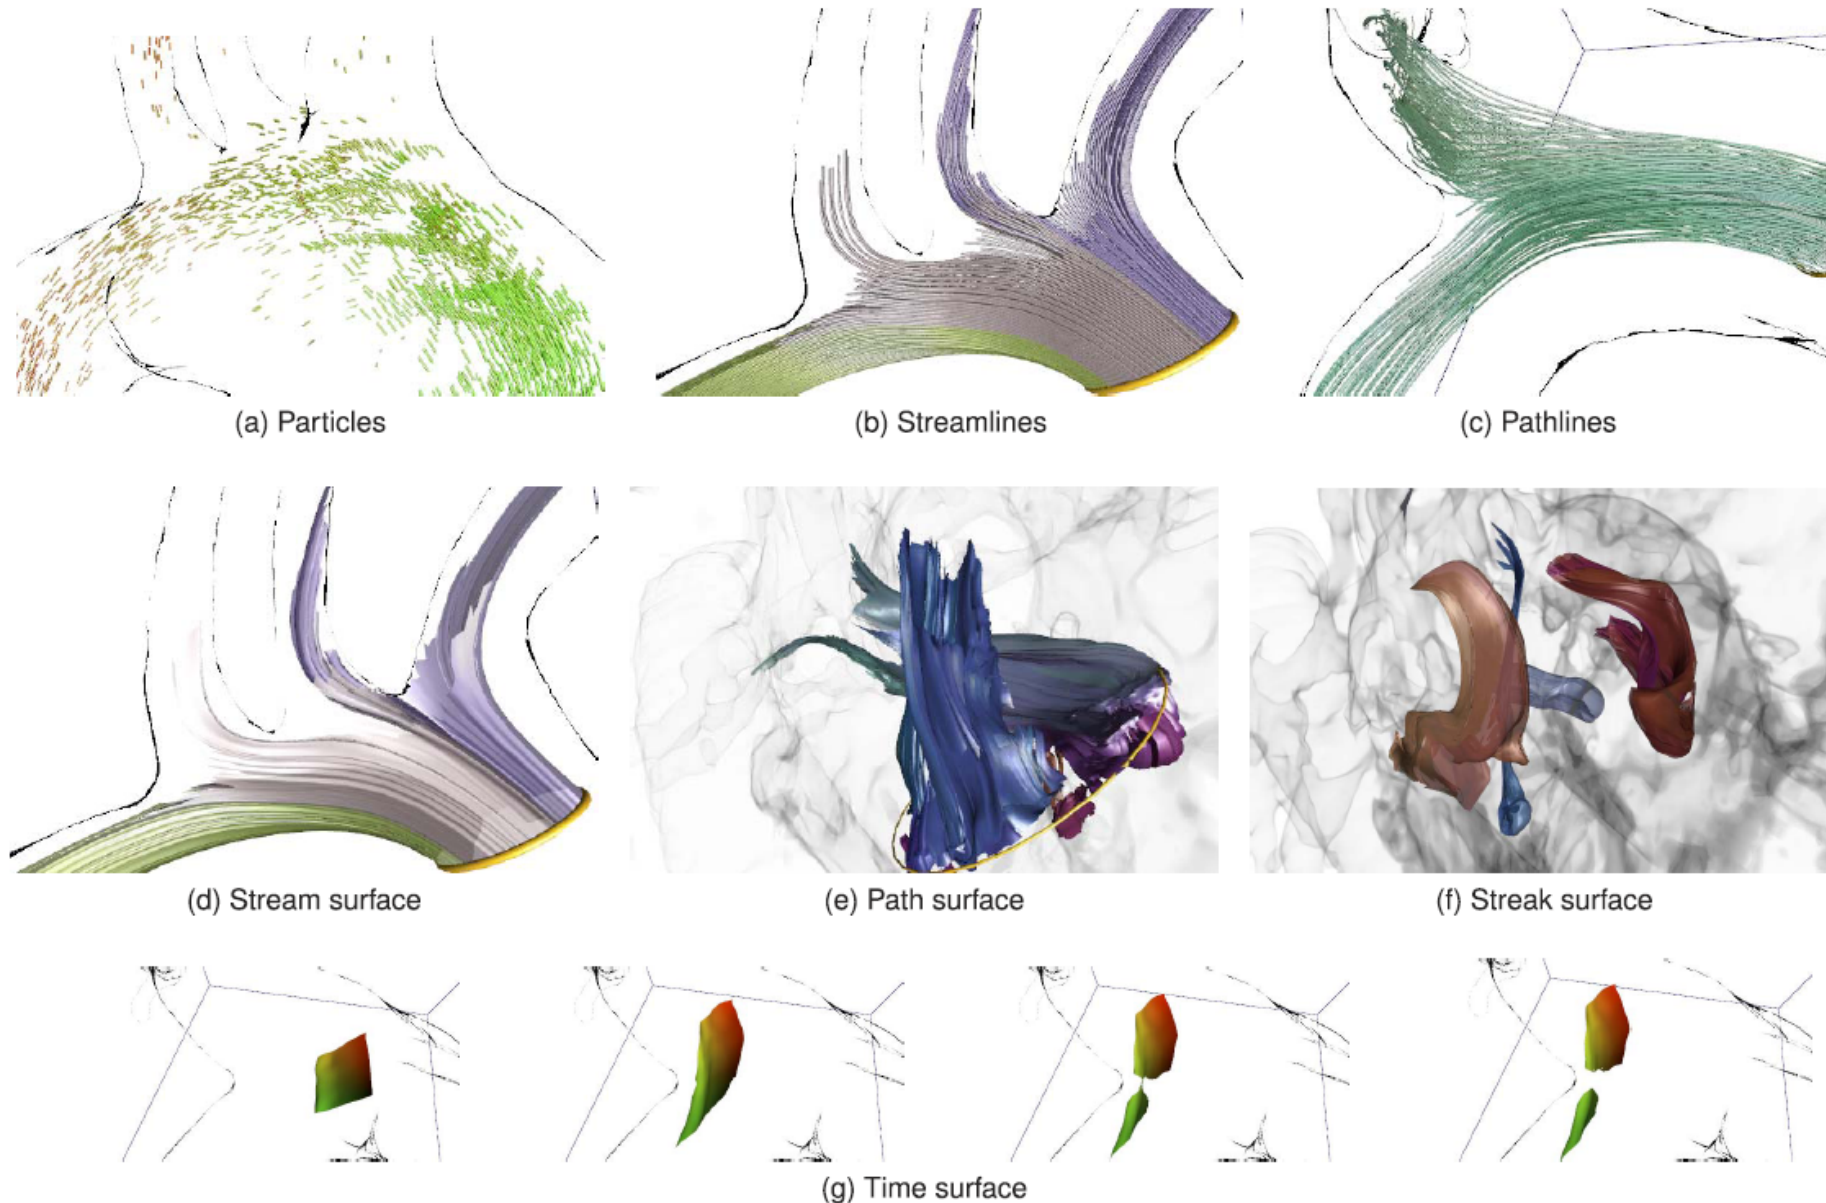 (a) Particles
(b) Streamlines
(c) Pathlines
(d) Stream surface
(e) Path surface
(f) Streak surface
(g) Time surface